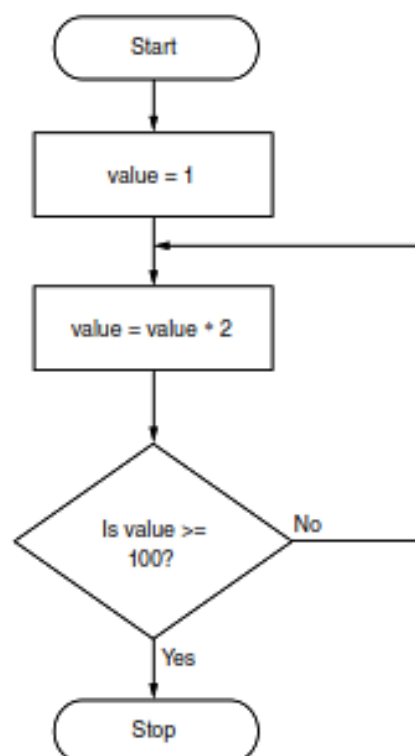 Start
value = 1
value = value * 2
Is value >=
100?
No
Yes
Stop